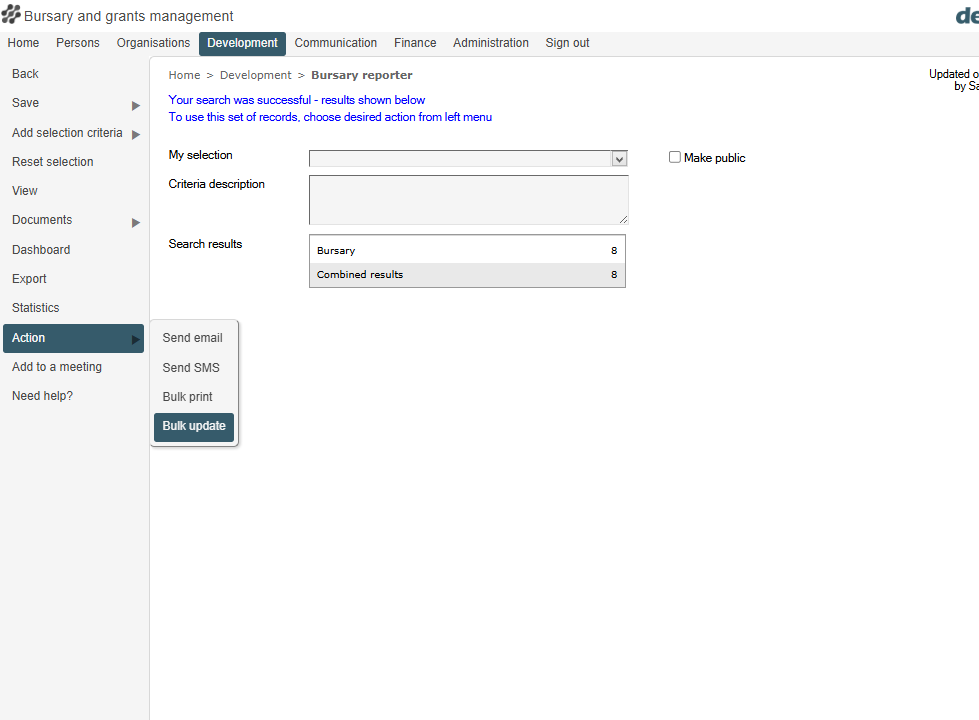 Bursary and grants management
Home Persons Organisations Development Communication Finance Administration Sign out
Back
Save
Add selection criteria
Reset selection
View
Documents
Dashboard
Export
Statistics
Action
Add to a meeting
Need help?
Send email
Send SMS
Bulk print
Bulk update
Home > Development > Bursary reporter
Updated
by
Your search was successful - results shown below
To use this set of records, choose desired action from left menu
My selection
Make public
Criteria description
Search results
Bursary 8
Combined results 8